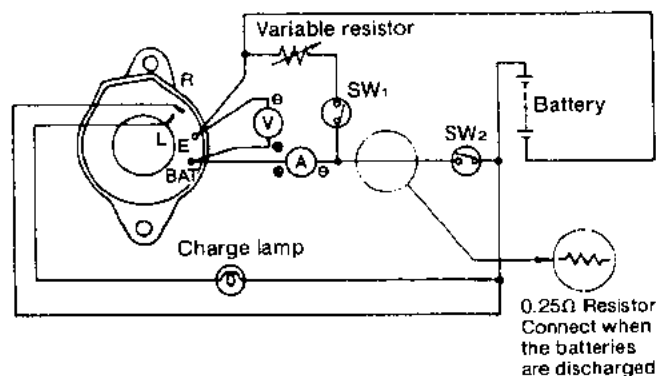 Variable resistor
R
SW₁
L
E
V
BAT
A
⊖
⊖
SW₂
Battery
Charge lamp
0.25Ω Resistor
Connect when
the batteries
are discharged